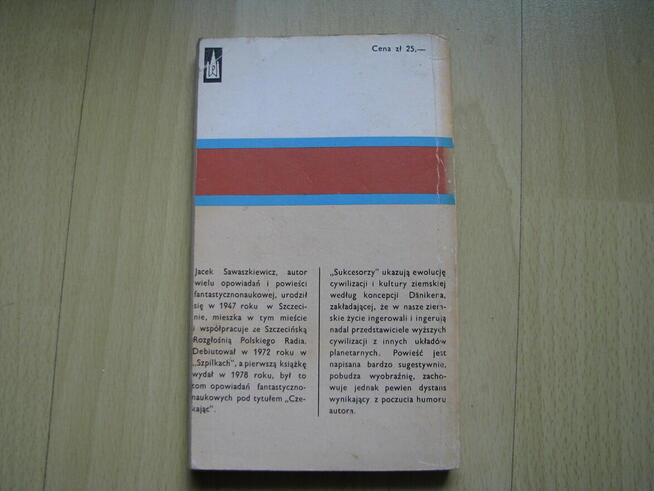 Cena zł 25,—
Jacek Sawaszkiewicz, autor
wielu opowiadań i powieści
fantastycznonaukowej, urodził
się w 1947 roku w Szczeci-
nie, mieszka w tym mieście
i współpracuje ze Szczecińską
Rozgłośnią Polskiego Radia.
Debiutował w 1972 roku w
„Szpilkach", a pierwszą książkę
wydał w 1978 roku, był to
tom opowiadań fantastyczno-
naukowych pod tytułem „Cze-
kając".
„Sukcesorzy" ukazują ewolucję
cywilizacji i kultury ziemskiej
według koncepcji Dänikena,
zakładającej, że w nasze ziem-
skie życie ingerowali i ingerują
nadal przedstawiciele wyższych
cywilizacji z innych układów
planetarnych. Powieść jest
napisana bardzo sugestywnie,
pobudza wyobraźnię, zacho-
wuje jednak pewien dystans
wynikający z poczucia humoru
autora.